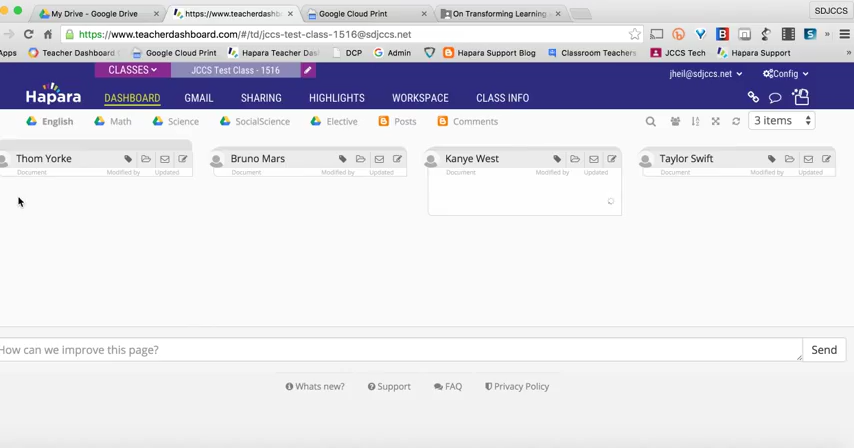 My Drive - Google Drive
https://www.teacherdashb
Google Cloud Print
On Transforming Learning
SDJCCS
https://www.teacherdashboard.com/#/td/jccs-test-class-1516@sdjccs.net
Apps
Teacher Dashboard
Google Cloud Print
Hapara Teacher Das
DCP
Admin
Hapara Support Blog
Classroom Teachers
JCCS Tech
Hapara Support
»
CLASSES
JCCS Test Class - 1516
jheil@sdjccs.net
Config
Hapara
DASHBOARD
GMAIL
SHARING
HIGHLIGHTS
WORKSPACE
CLASS INFO
English
Math
Science
SocialScience
Elective
Posts
Comments
3 items
Thom Yorke
Bruno Mars
Kanye West
Taylor Swift
Document Modified by Updated
Document Modified by Updated
Document Modified by Updated
Document Modified by Updated
How can we improve this page?
Send
Whats new?
Support
FAQ
Privacy Policy